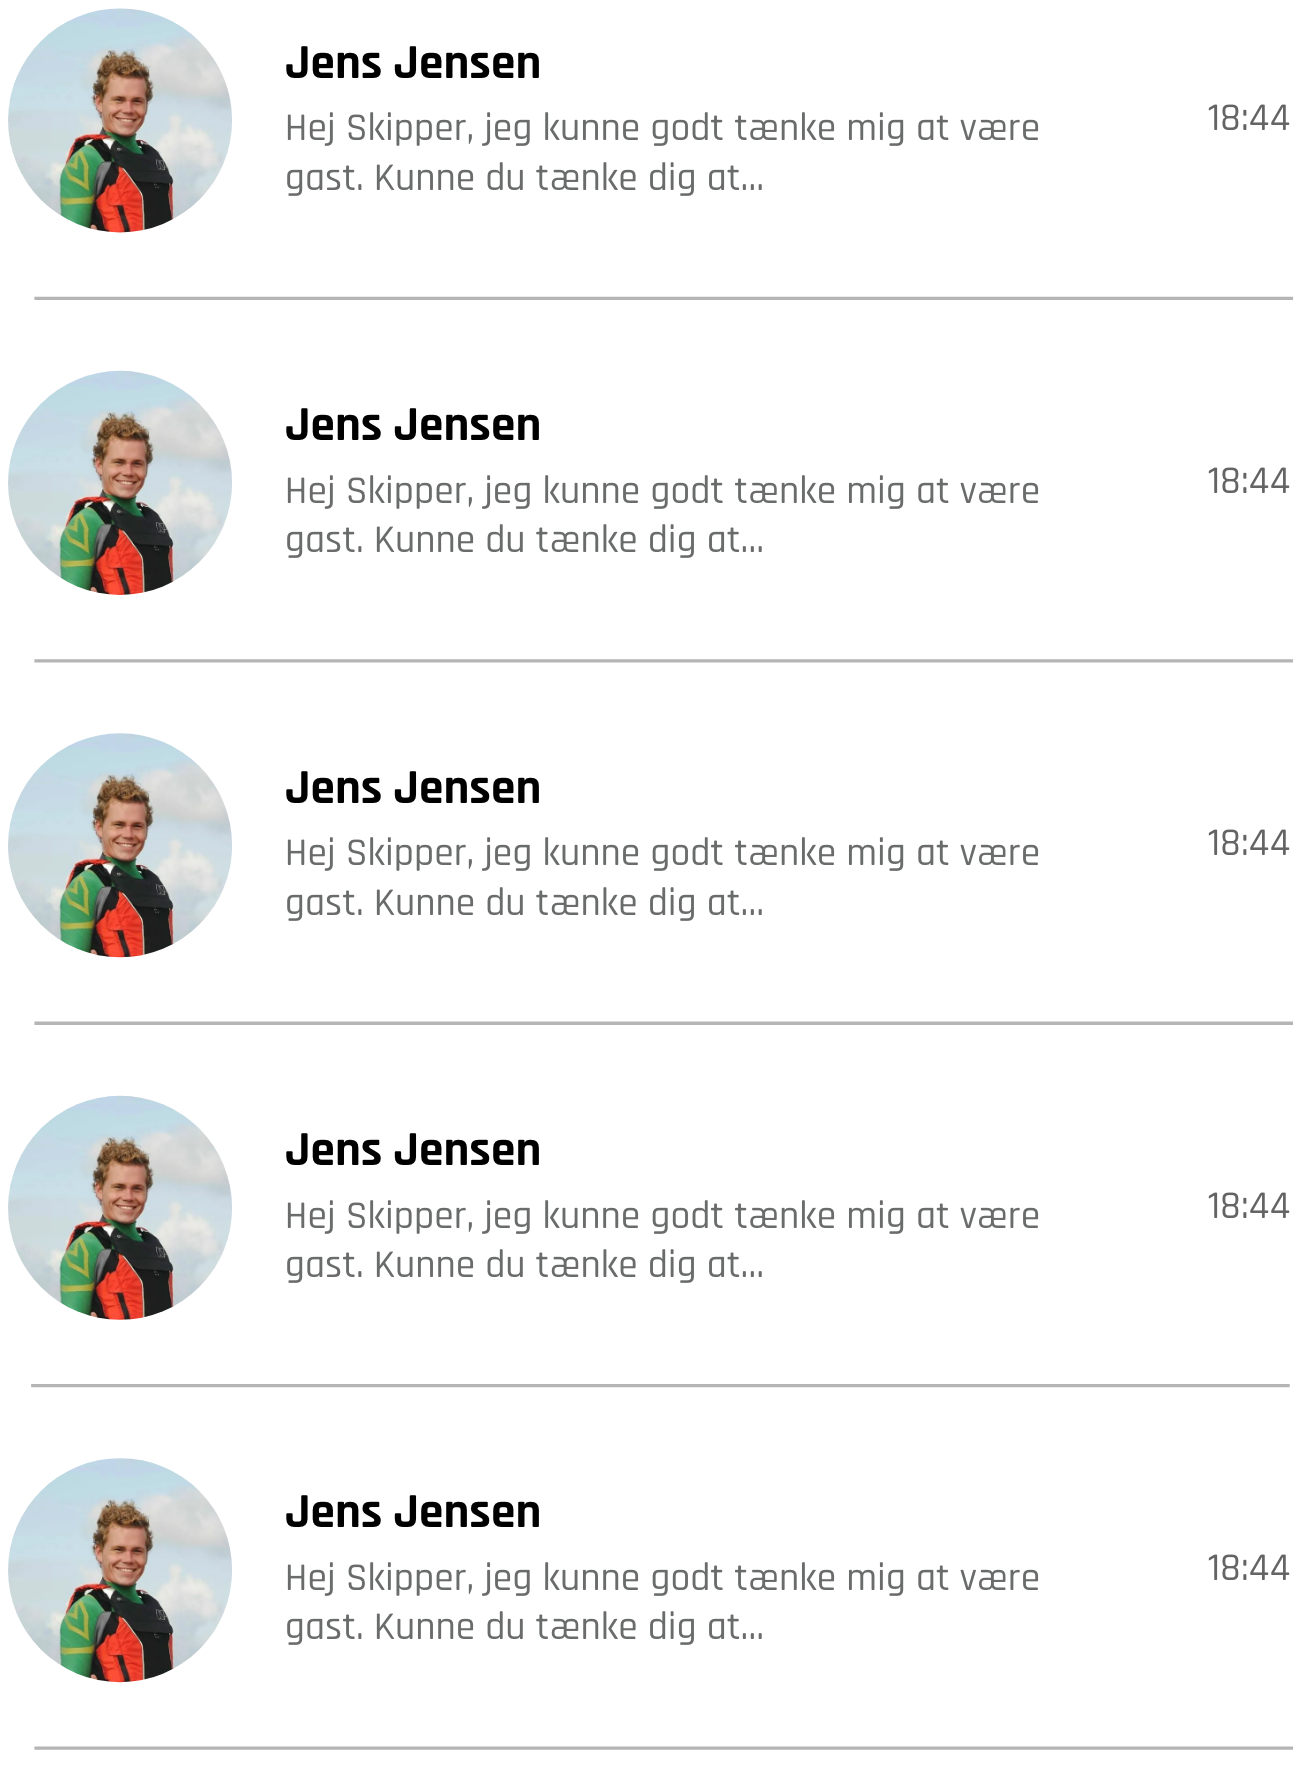 Jens Jensen
Hej Skipper, jeg kunne godt tænke mig at være
18:44
gast. Kunne du tænke dig at...
Jens Jensen
Hej Skipper, jeg kunne godt tænke mig at være
18:44
gast. Kunne du tænke dig at...
Jens Jensen
Hej Skipper, jeg kunne godt tænke mig at være
18:44
gast. Kunne du tænke dig at...
Jens Jensen
Hej Skipper, jeg kunne godt tænke mig at være
18:44
gast. Kunne du tænke dig at...
Jens Jensen
Hej Skipper, jeg kunne godt tænke mig at være
18:44
gast. Kunne du tænke dig at...